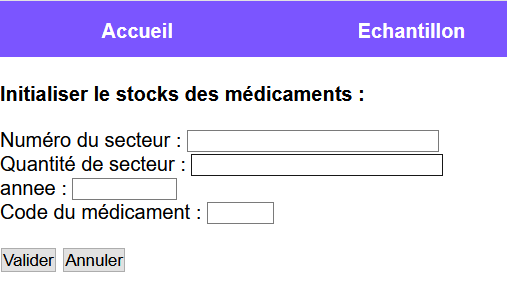 Accueil Echantillon
Initialiser le stocks des médicaments :
Numéro du secteur :
Quantité de secteur :
annee :
Code du médicament :
Valider Annuler